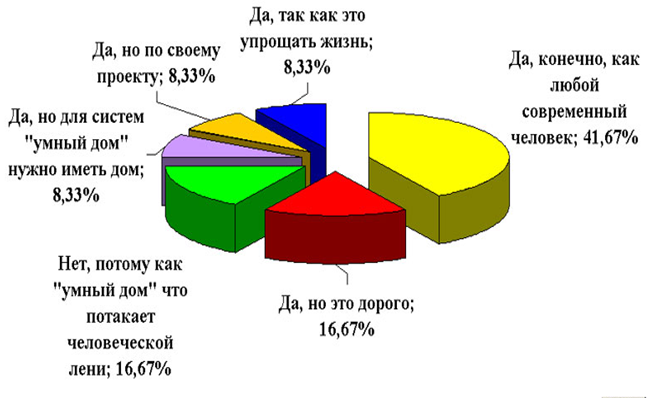 Да, так как это
упрощать жизнь;
8,33%
Да, но по своему
проекту; 8,33%
Да, конечно, как
любой
современный
человек; 41,67%
Да, но для систем
"умный дом"
нужно иметь дом;
8,33%
Нет, потому как
"умный дом" что
потакает
человеческой
лени; 16,67%
Да, но это дорого;
16,67%